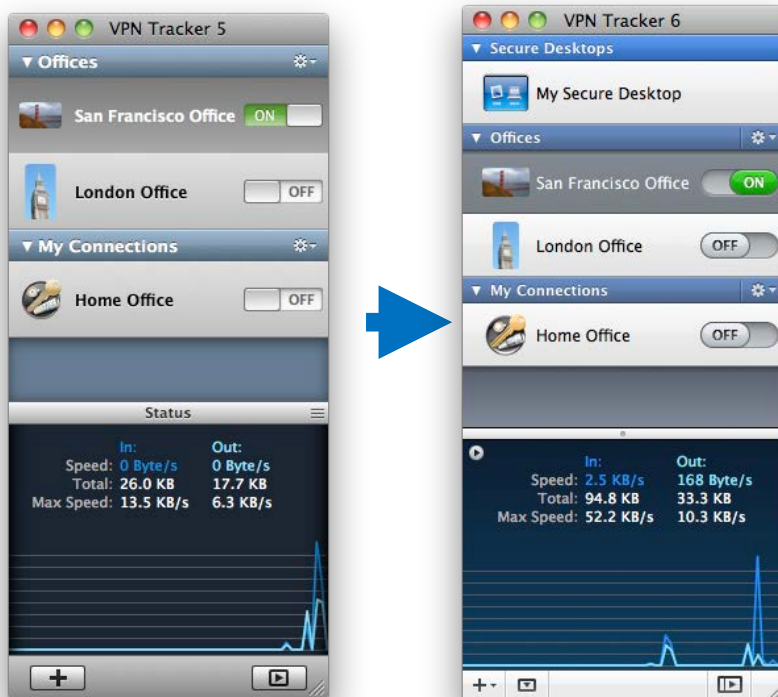 VPN Tracker 5
Offices
San Francisco Office ON
London Office OFF
My Connections
Home Office OFF
Status
In: Out:
Speed: 0 Byte/s 0 Byte/s
Total: 26.0 KB 17.7 KB
Max Speed: 13.5 KB/s 6.3 KB/s
VPN Tracker 6
Secure Desktops
My Secure Desktop
Offices
San Francisco Office ON
London Office OFF
My Connections
Home Office OFF
In: Out:
Speed: 2.5 KB/s 168 Byte/s
Total: 94.8 KB 33.3 KB
Max Speed: 52.2 KB/s 10.3 KB/s